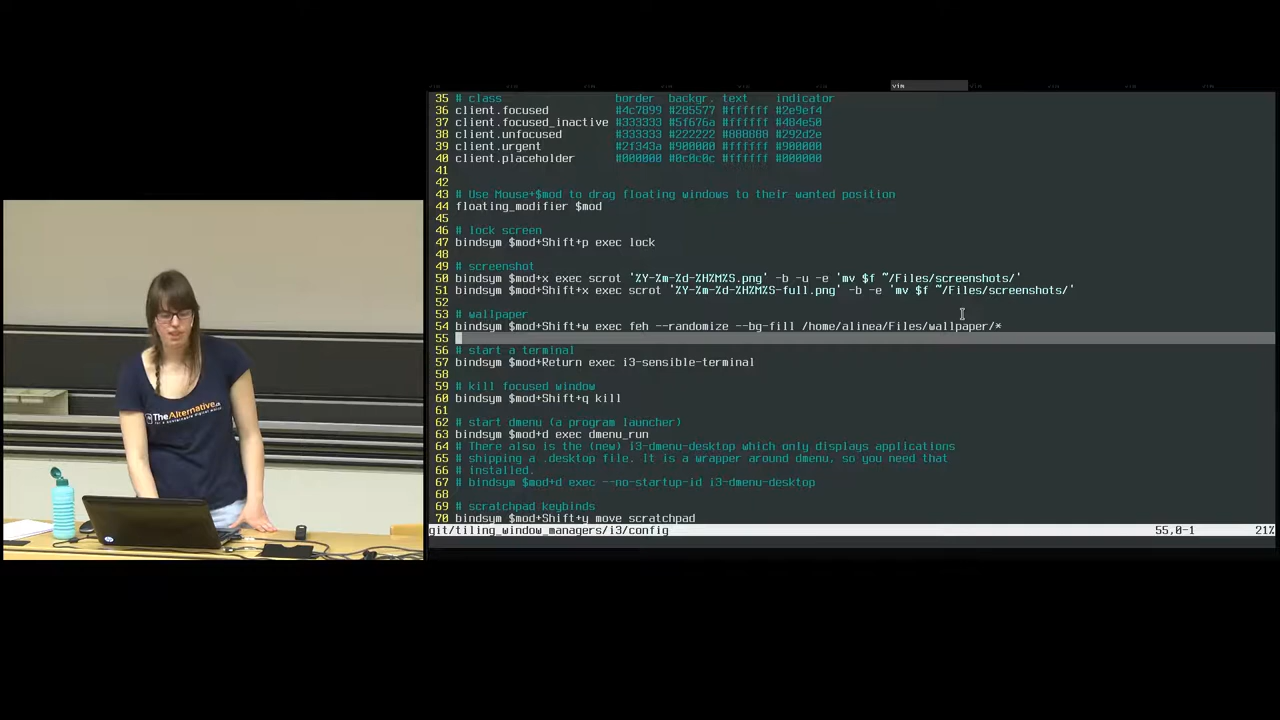 vim
35 # class border backgr. text indicator
36 client.focused #4c7899 #285577 #ffffff #2e9ef4
37 client.focused_inactive #333333 #5f676a #ffffff #484e50
38 client.unfocused #333333 #222222 #888888 #292d2e
39 client.urgent #2f343a #900000 #ffffff #900000
40 client.placeholder #000000 #0c0c0c #ffffff #000000
41
42
43 # Use Mouse+$mod to drag floating windows to their wanted position
44 floating_modifier $mod
45
46 # lock screen
47 bindsym $mod+Shift+p exec lock
48
49 # screenshot
50 bindsym $mod+x exec scrot '%Y-%m-%d-%H%M%S.png' -b -u -e 'mv $f ~/Files/screenshots/'
51 bindsym $mod+Shift+x exec scrot '%Y-%m-%d-%H%M%S-full.png' -b -e 'mv $f ~/Files/screenshots/'
52
53 # wallpaper
54 bindsym $mod+Shift+w exec feh --randomize --bg-fill /home/alinea/Files/wallpaper/*
55
56 # start a terminal
57 bindsym $mod+Return exec i3-sensible-terminal
58
59 # kill focused window
60 bindsym $mod+Shift+q kill
61
62 # start dmenu (a program launcher)
63 bindsym $mod+d exec dmenu_run
64 # There also is the (new) i3-dmenu-desktop which only displays applications
65 # shipping a .desktop file. It is a wrapper around dmenu, so you need that
66 # installed.
67 # bindsym $mod+d exec --no-startup-id i3-dmenu-desktop
68
69 # scratchpad keybinds
70 bindsym $mod+Shift+y move scratchpad
git/tiling_window_managers/i3/config 55,0-1 21%
TheAlternative